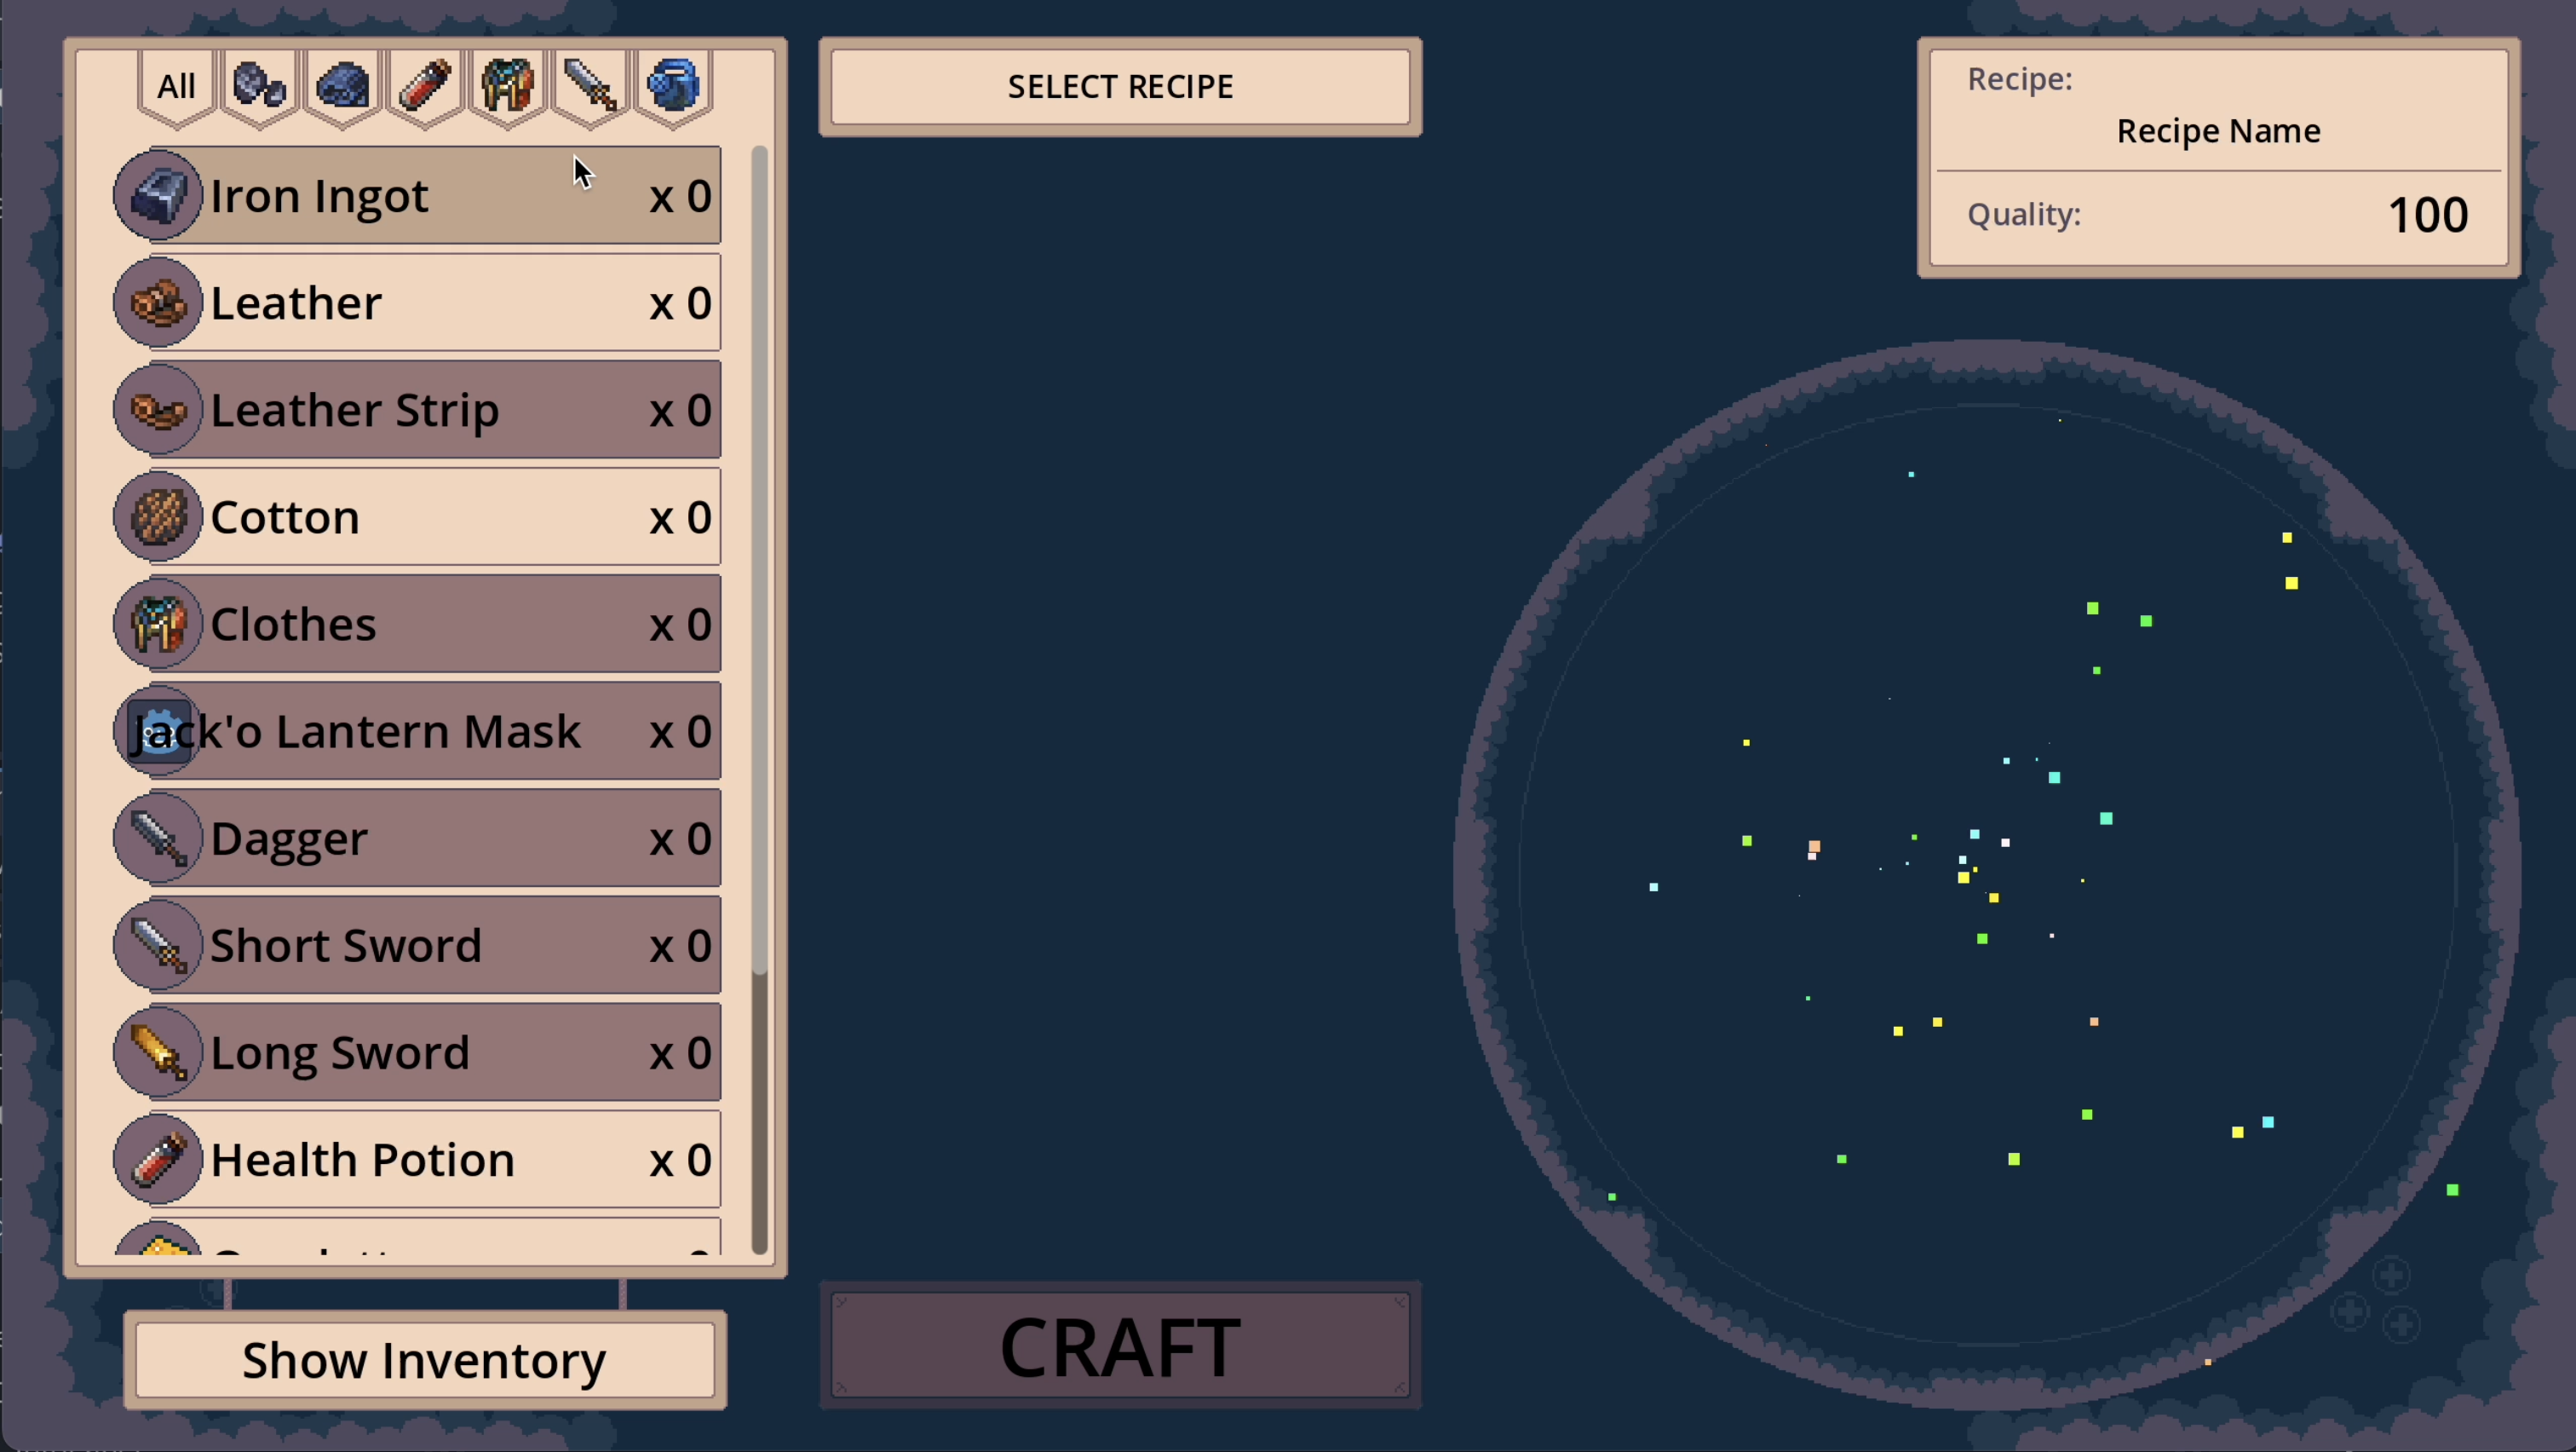 All
Iron Ingot x 0
Leather x 0
Leather Strip x 0
Cotton x 0
Clothes x 0
Jack'o Lantern Mask x 0
Dagger x 0
Short Sword x 0
Long Sword x 0
Health Potion x 0
Show Inventory
SELECT RECIPE
CRAFT
Recipe:
Recipe Name
Quality: 100